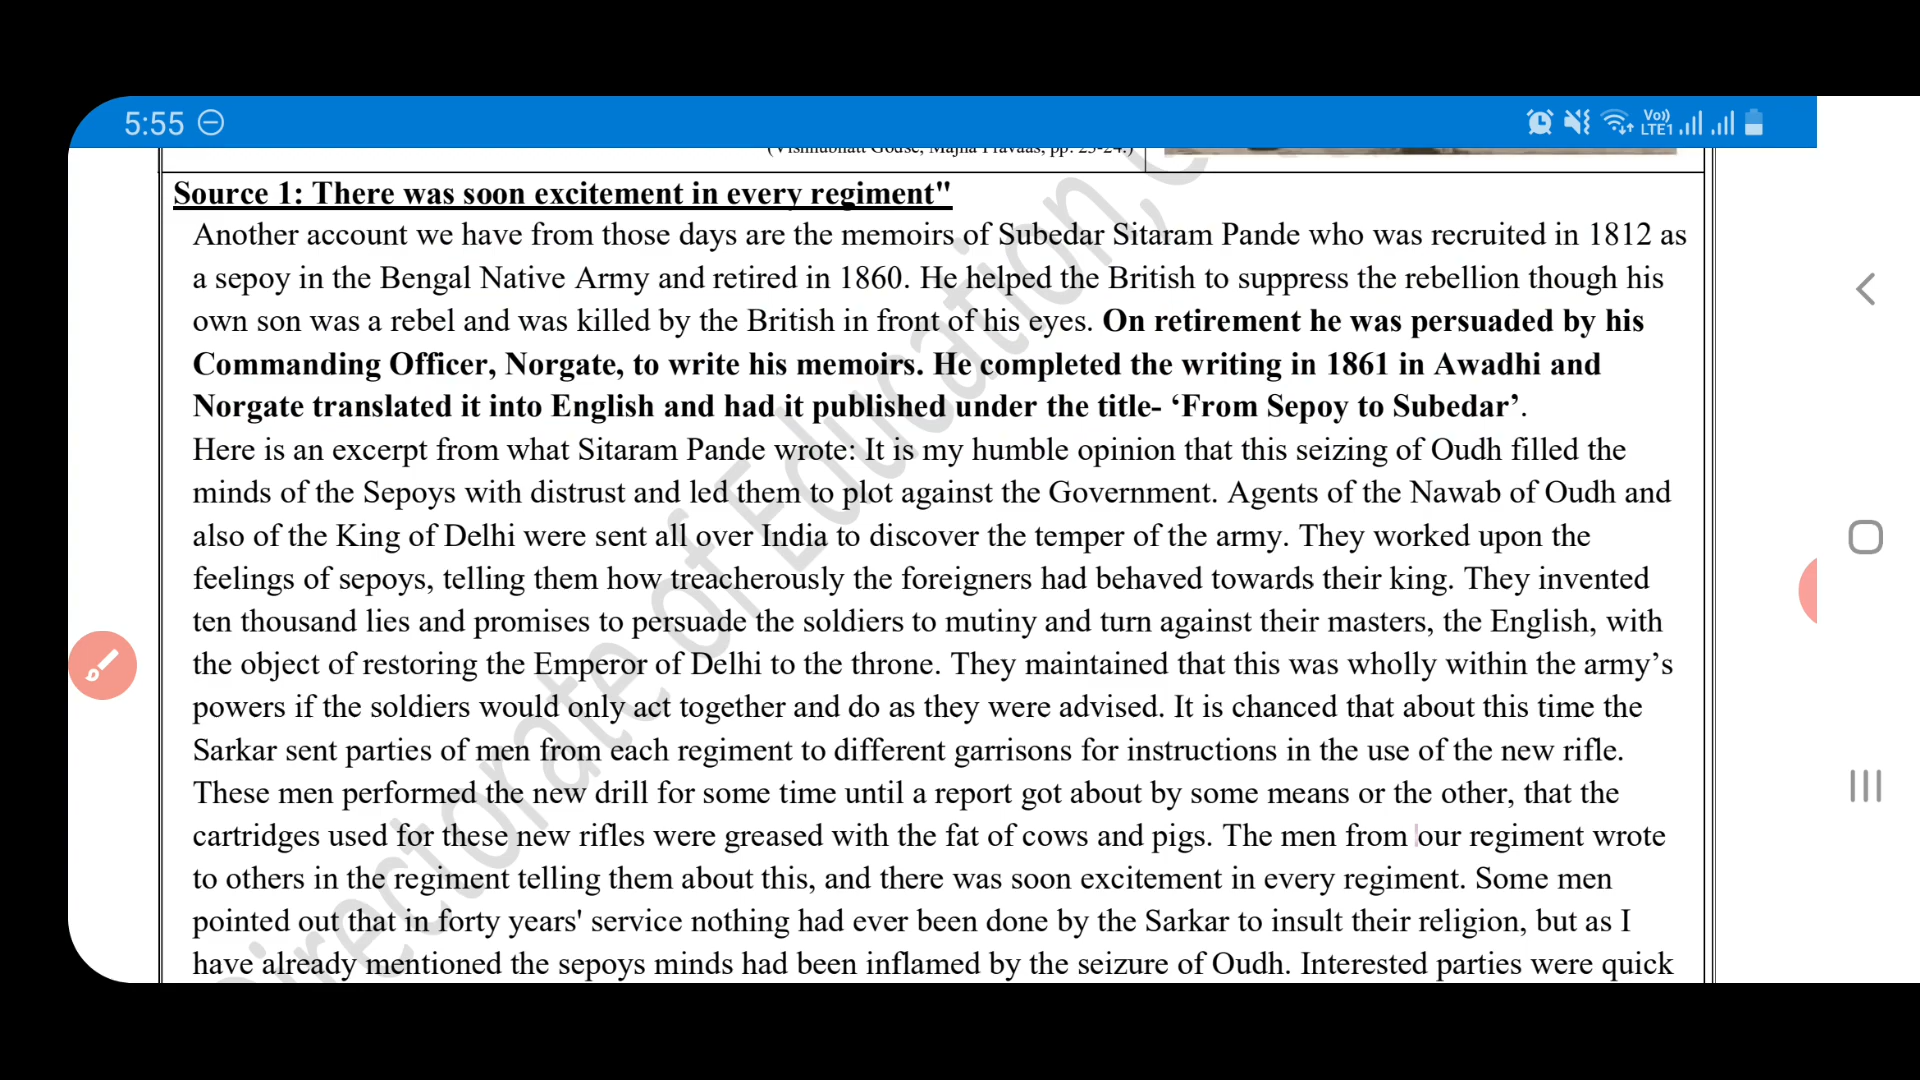 5:55
Vo))
LTE1
(Vishnubhatt Godse, Majha Pravaas, pp. 23-24.)
Source 1: There was soon excitement in every regiment"
Another account we have from those days are the memoirs of Subedar Sitaram Pande who was recruited in 1812 as
a sepoy in the Bengal Native Army and retired in 1860. He helped the British to suppress the rebellion though his
own son was a rebel and was killed by the British in front of his eyes. On retirement he was persuaded by his
Commanding Officer, Norgate, to write his memoirs. He completed the writing in 1861 in Awadhi and
Norgate translated it into English and had it published under the title- ‘From Sepoy to Subedar’.
Here is an excerpt from what Sitaram Pande wrote: It is my humble opinion that this seizing of Oudh filled the
minds of the Sepoys with distrust and led them to plot against the Government. Agents of the Nawab of Oudh and
also of the King of Delhi were sent all over India to discover the temper of the army. They worked upon the
feelings of sepoys, telling them how treacherously the foreigners had behaved towards their king. They invented
ten thousand lies and promises to persuade the soldiers to mutiny and turn against their masters, the English, with
the object of restoring the Emperor of Delhi to the throne. They maintained that this was wholly within the army’s
powers if the soldiers would only act together and do as they were advised. It is chanced that about this time the
Sarkar sent parties of men from each regiment to different garrisons for instructions in the use of the new rifle.
These men performed the new drill for some time until a report got about by some means or the other, that the
cartridges used for these new rifles were greased with the fat of cows and pigs. The men from our regiment wrote
to others in the regiment telling them about this, and there was soon excitement in every regiment. Some men
pointed out that in forty years' service nothing had ever been done by the Sarkar to insult their religion, but as I
have already mentioned the sepoys minds had been inflamed by the seizure of Oudh. Interested parties were quick
Directorate of Education,